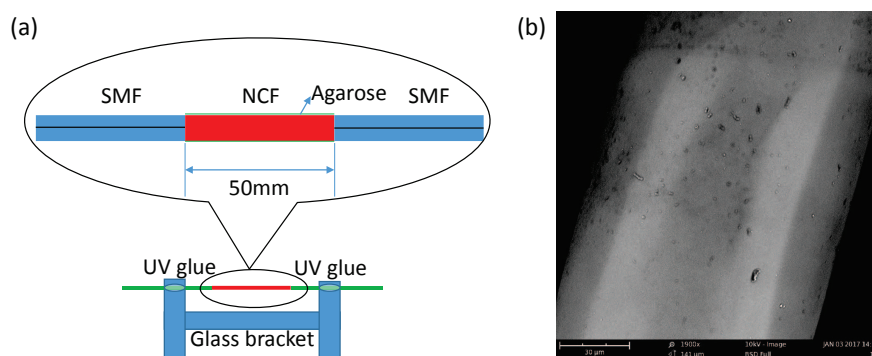 (a)
SMF
NCF
Agarose
SMF
50mm
UV glue
UV glue
Glass bracket
(b)
30 μm
1900x
10kV - Image
JAN 03 2017 14:
141 μm
BSD Full